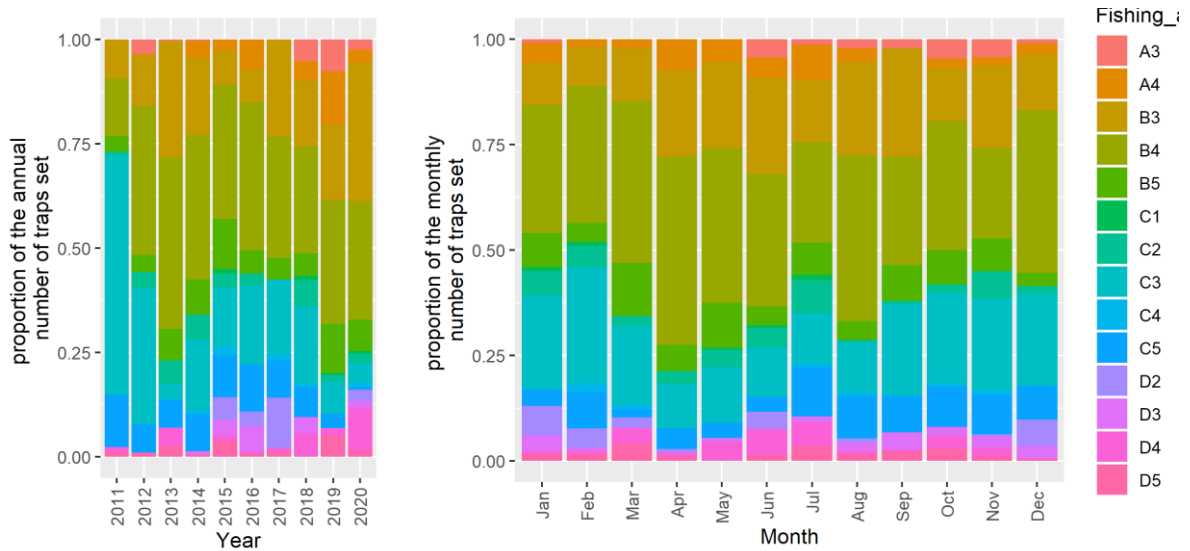 proportion of the annual
number of traps set
1.00
0.75
0.50
0.25
0.00
2011
2012
2013
2014
2015
2016
2017
2018
2019
2020
Year
proportion of the monthly
number of traps set
1.00
0.75
0.50
0.25
0.00
Jan
Feb
Mar
Apr
May
Jun
Jul
Aug
Sep
Oct
Nov
Dec
Month
Fishing_a
A3
A4
B3
B4
B5
C1
C2
C3
C4
C5
D2
D3
D4
D5